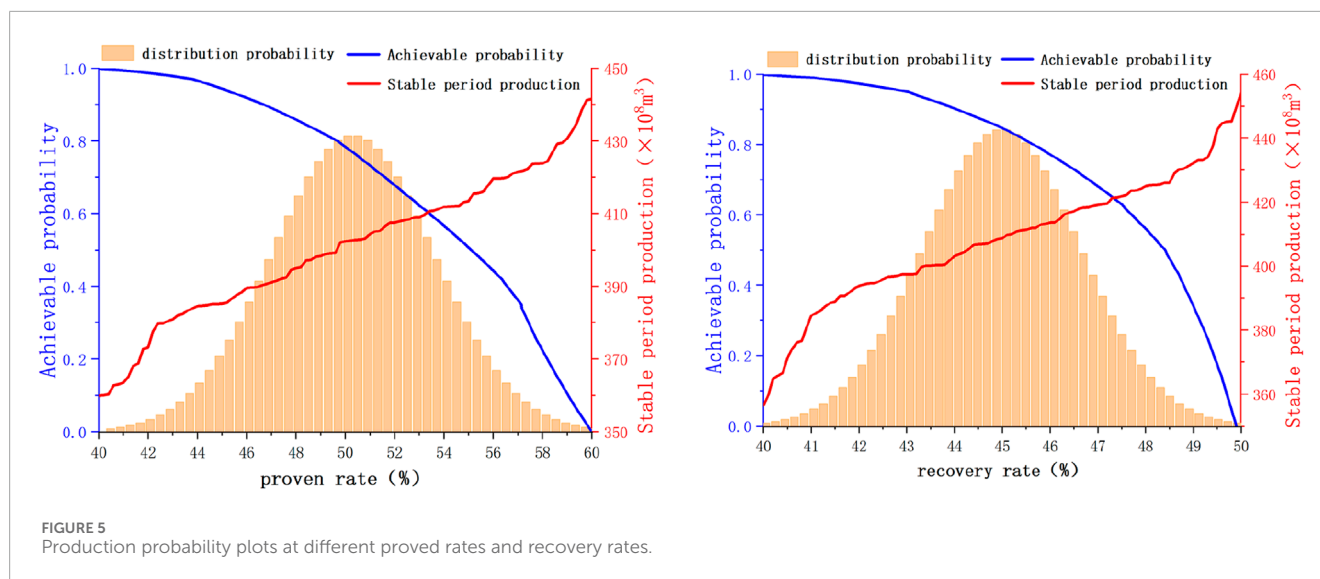 distribution probability
Achievable probability
Stable period production
Achievable probability
1.0
0.8
0.6
0.4
0.2
0.0
40 42 44 46 48 50 52 54 56 58 60
proven rate (%)
450
430
410
390
370
350
Stable period production (×10⁸m³)
distribution probability
Achievable probability
Stable period production
Achievable probability
1.0
0.8
0.6
0.4
0.2
0.0
40 41 42 43 44 45 46 47 48 49 50
recovery rate (%)
460
440
420
400
380
360
Stable period production (×10⁸m³)
FIGURE 5
Production probability plots at different proved rates and recovery rates.